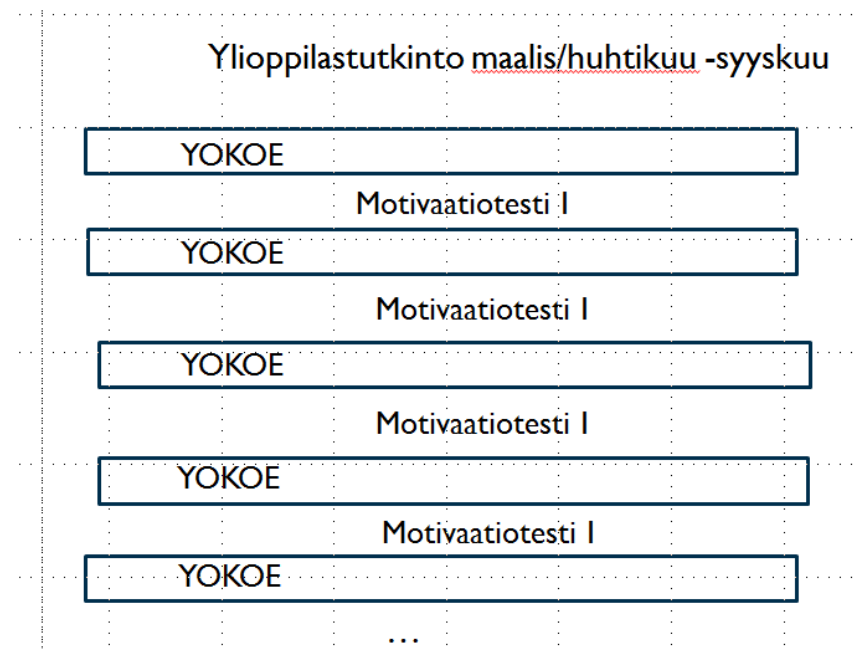 Ylioppilastutkinto maalis/huhtikuu -syyskuu
YOKOE
Motivaatiotesti I
YOKOE
Motivaatiotesti I
YOKOE
Motivaatiotesti I
YOKOE
Motivaatiotesti I
YOKOE
...